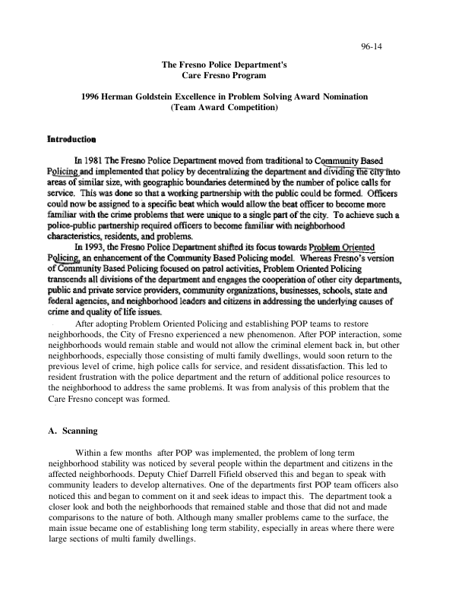 96-14
The Fresno Police Department's
Care Fresno Program
1996 Herman Goldstein Excellence in Problem Solving Award Nomination
(Team Award Competition)
Introduction
In 1981 The Fresno Police Department moved from traditional to Community Based
Policing and implemented that policy by decentralizing the department and dividing the city into
areas of similar size, with geographic boundaries determined by the number of police calls for
service. This was done so that a working partnership with the public could be formed. Officers
could now be assigned to a specific beat which would allow the beat officer to become more
familiar with the crime problems that were unique to a single part of the city. To achieve such a
police-public partnership required officers to become familiar with neighborhood
characteristics, residents, and problems.
In 1993, the Fresno Police Department shifted its focus towards Problem Oriented
Policing, an enhancement of the Community Based Policing model. Whereas Fresno's version
of Community Based Policing focused on patrol activities, Problem Oriented Policing
transcends all divisions of the department and engages the cooperation of other city departments,
public and private service providers, community organizations, businesses, schools, state and
federal agencies, and neighborhood leaders and citizens in addressing the underlying causes of
crime and quality of life issues.
After adopting Problem Oriented Policing and establishing POP teams to restore
neighborhoods, the City of Fresno experienced a new phenomenon. After POP interaction, some
neighborhoods would remain stable and would not allow the criminal element back in, but other
neighborhoods, especially those consisting of multi family dwellings, would soon return to the
previous level of crime, high police calls for service, and resident dissatisfaction. This led to
resident frustration with the police department and the return of additional police resources to
the neighborhood to address the same problems. It was from analysis of this problem that the
Care Fresno concept was formed.
A. Scanning
Within a few months after POP was implemented, the problem of long term
neighborhood stability was noticed by several people within the department and citizens in the
affected neighborhoods. Deputy Chief Darrell Fifield observed this and began to speak with
community leaders to develop alternatives. One of the departments first POP team officers also
noticed this and began to comment on it and seek ideas to impact this. The department took a
closer look and both the neighborhoods that remained stable and those that did not and made
comparisons to the nature of both. Although many smaller problems came to the surface, the
main issue became one of establishing long term stability, especially in areas where there were
large sections of multi family dwellings.